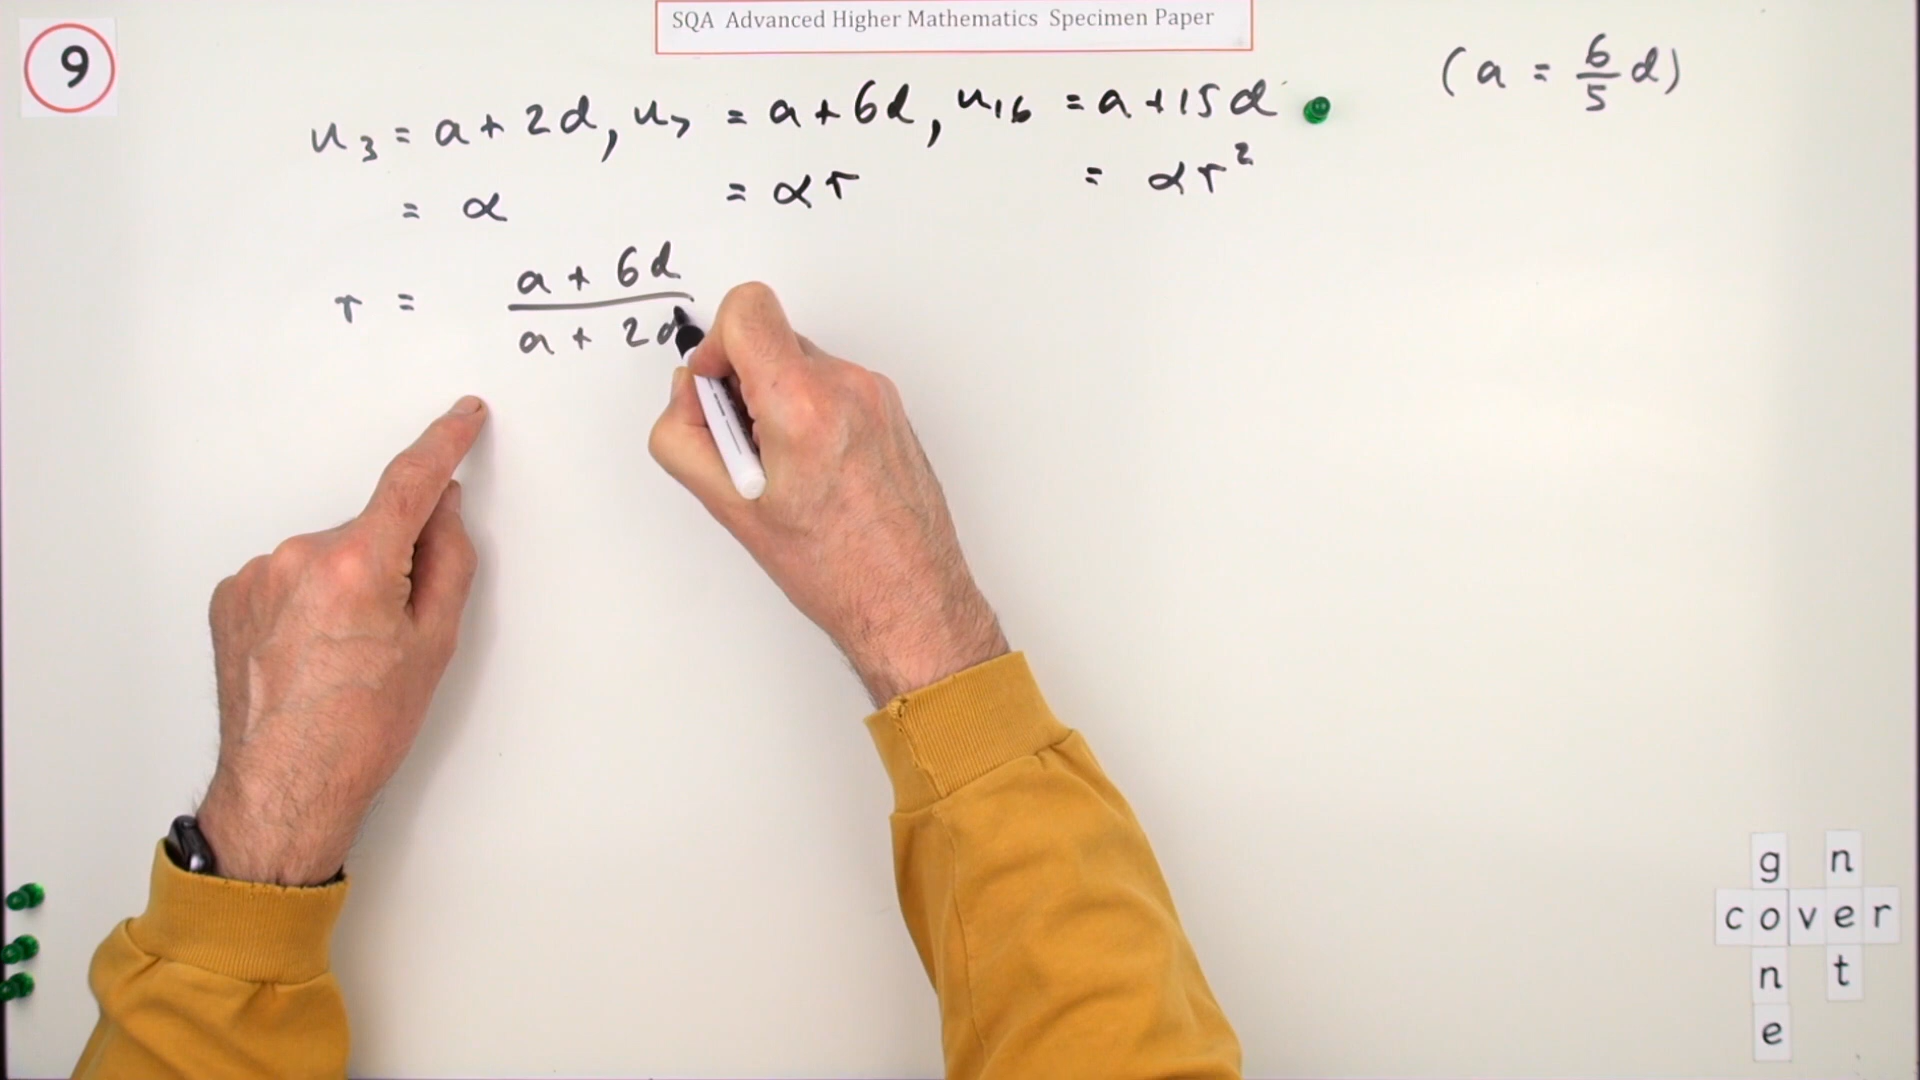 SQA Advanced Higher Mathematics Specimen Paper
9
(a = 6/5 d)
u₃ = a + 2d, u₇ = a + 6d, u₁₆ = a + 15d
= α = αr = αr²
r = (a + 6d)/(a + 2d
g n
cover
n t
e